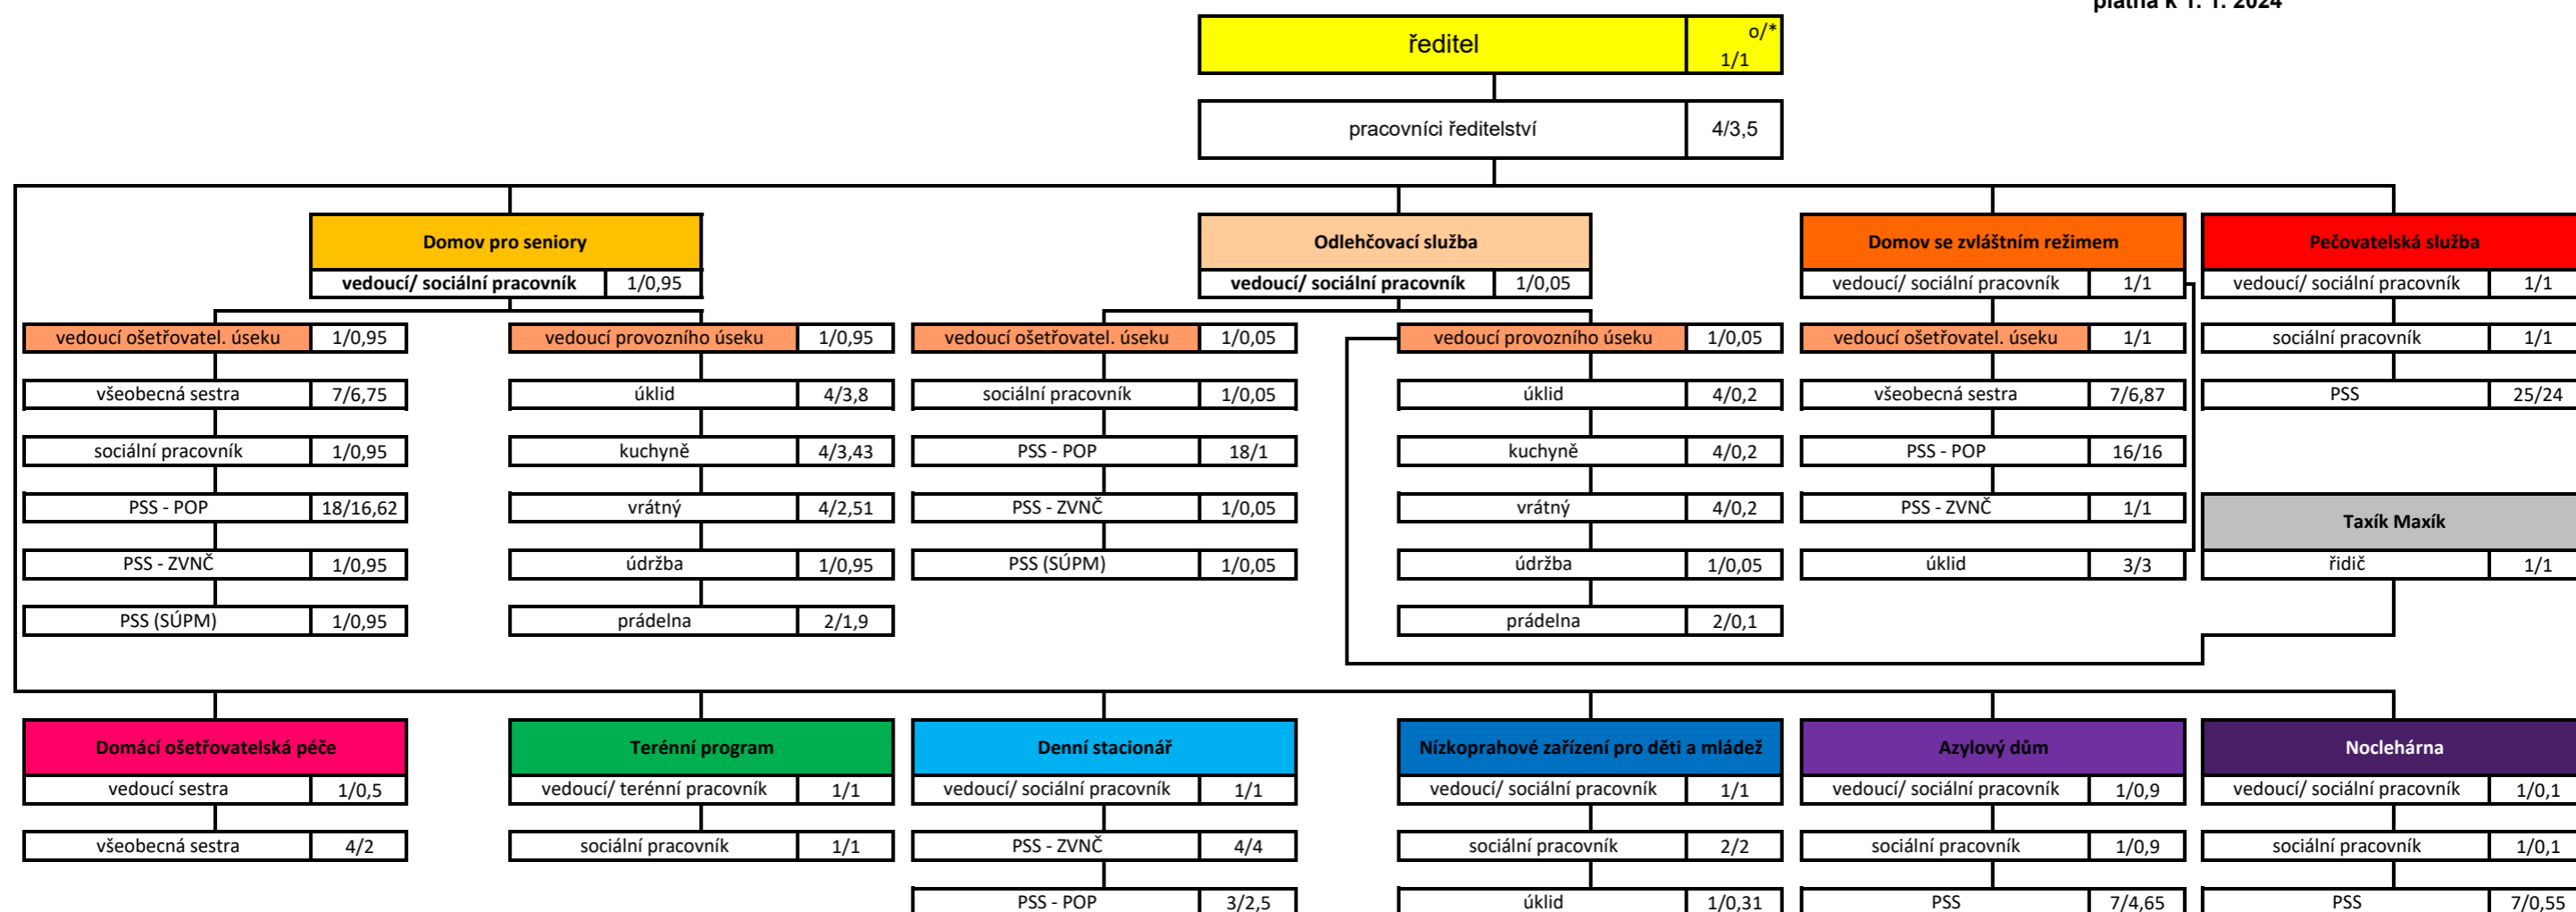 platná k 1. 1. 2024
ředitel
o/*
1/1
pracovníci ředitelství 4/3,5
Domov pro seniory
vedoucí/ sociální pracovník 1/0,95
vedoucí ošetřovatel. úseku 1/0,95
všeobecná sestra 7/6,75
sociální pracovník 1/0,95
PSS - POP 18/16,62
PSS - ZVNČ 1/0,95
PSS (SÚPM) 1/0,95
vedoucí provozního úseku 1/0,95
úklid 4/3,8
kuchyně 4/3,43
vrátný 4/2,51
údržba 1/0,95
prádelna 2/1,9
Odlehčovací služba
vedoucí/ sociální pracovník 1/0,05
vedoucí ošetřovatel. úseku 1/0,05
sociální pracovník 1/0,05
PSS - POP 18/1
PSS - ZVNČ 1/0,05
PSS (SÚPM) 1/0,05
vedoucí provozního úseku 1/0,05
úklid 4/0,2
kuchyně 4/0,2
vrátný 4/0,2
údržba 1/0,05
prádelna 2/0,1
Domov se zvláštním režimem
vedoucí/ sociální pracovník 1/1
vedoucí ošetřovatel. úseku 1/1
všeobecná sestra 7/6,87
PSS - POP 16/16
PSS - ZVNČ 1/1
úklid 3/3
Pečovatelská služba
vedoucí/ sociální pracovník 1/1
sociální pracovník 1/1
PSS 25/24
Taxík Maxík
řidič 1/1
Domácí ošetřovatelská péče
vedoucí sestra 1/0,5
všeobecná sestra 4/2
Terénní program
vedoucí/ terénní pracovník 1/1
sociální pracovník 1/1
Denní stacionář
vedoucí/ sociální pracovník 1/1
PSS - ZVNČ 4/4
PSS - POP 3/2,5
Nízkoprahové zařízení pro děti a mládež
vedoucí/ sociální pracovník 1/1
sociální pracovník 2/2
úklid 1/0,31
Azylový dům
vedoucí/ sociální pracovník 1/0,9
sociální pracovník 1/0,9
PSS 7/4,65
Noclehárna
vedoucí/ sociální pracovník 1/0,1
sociální pracovník 1/0,1
PSS 7/0,55